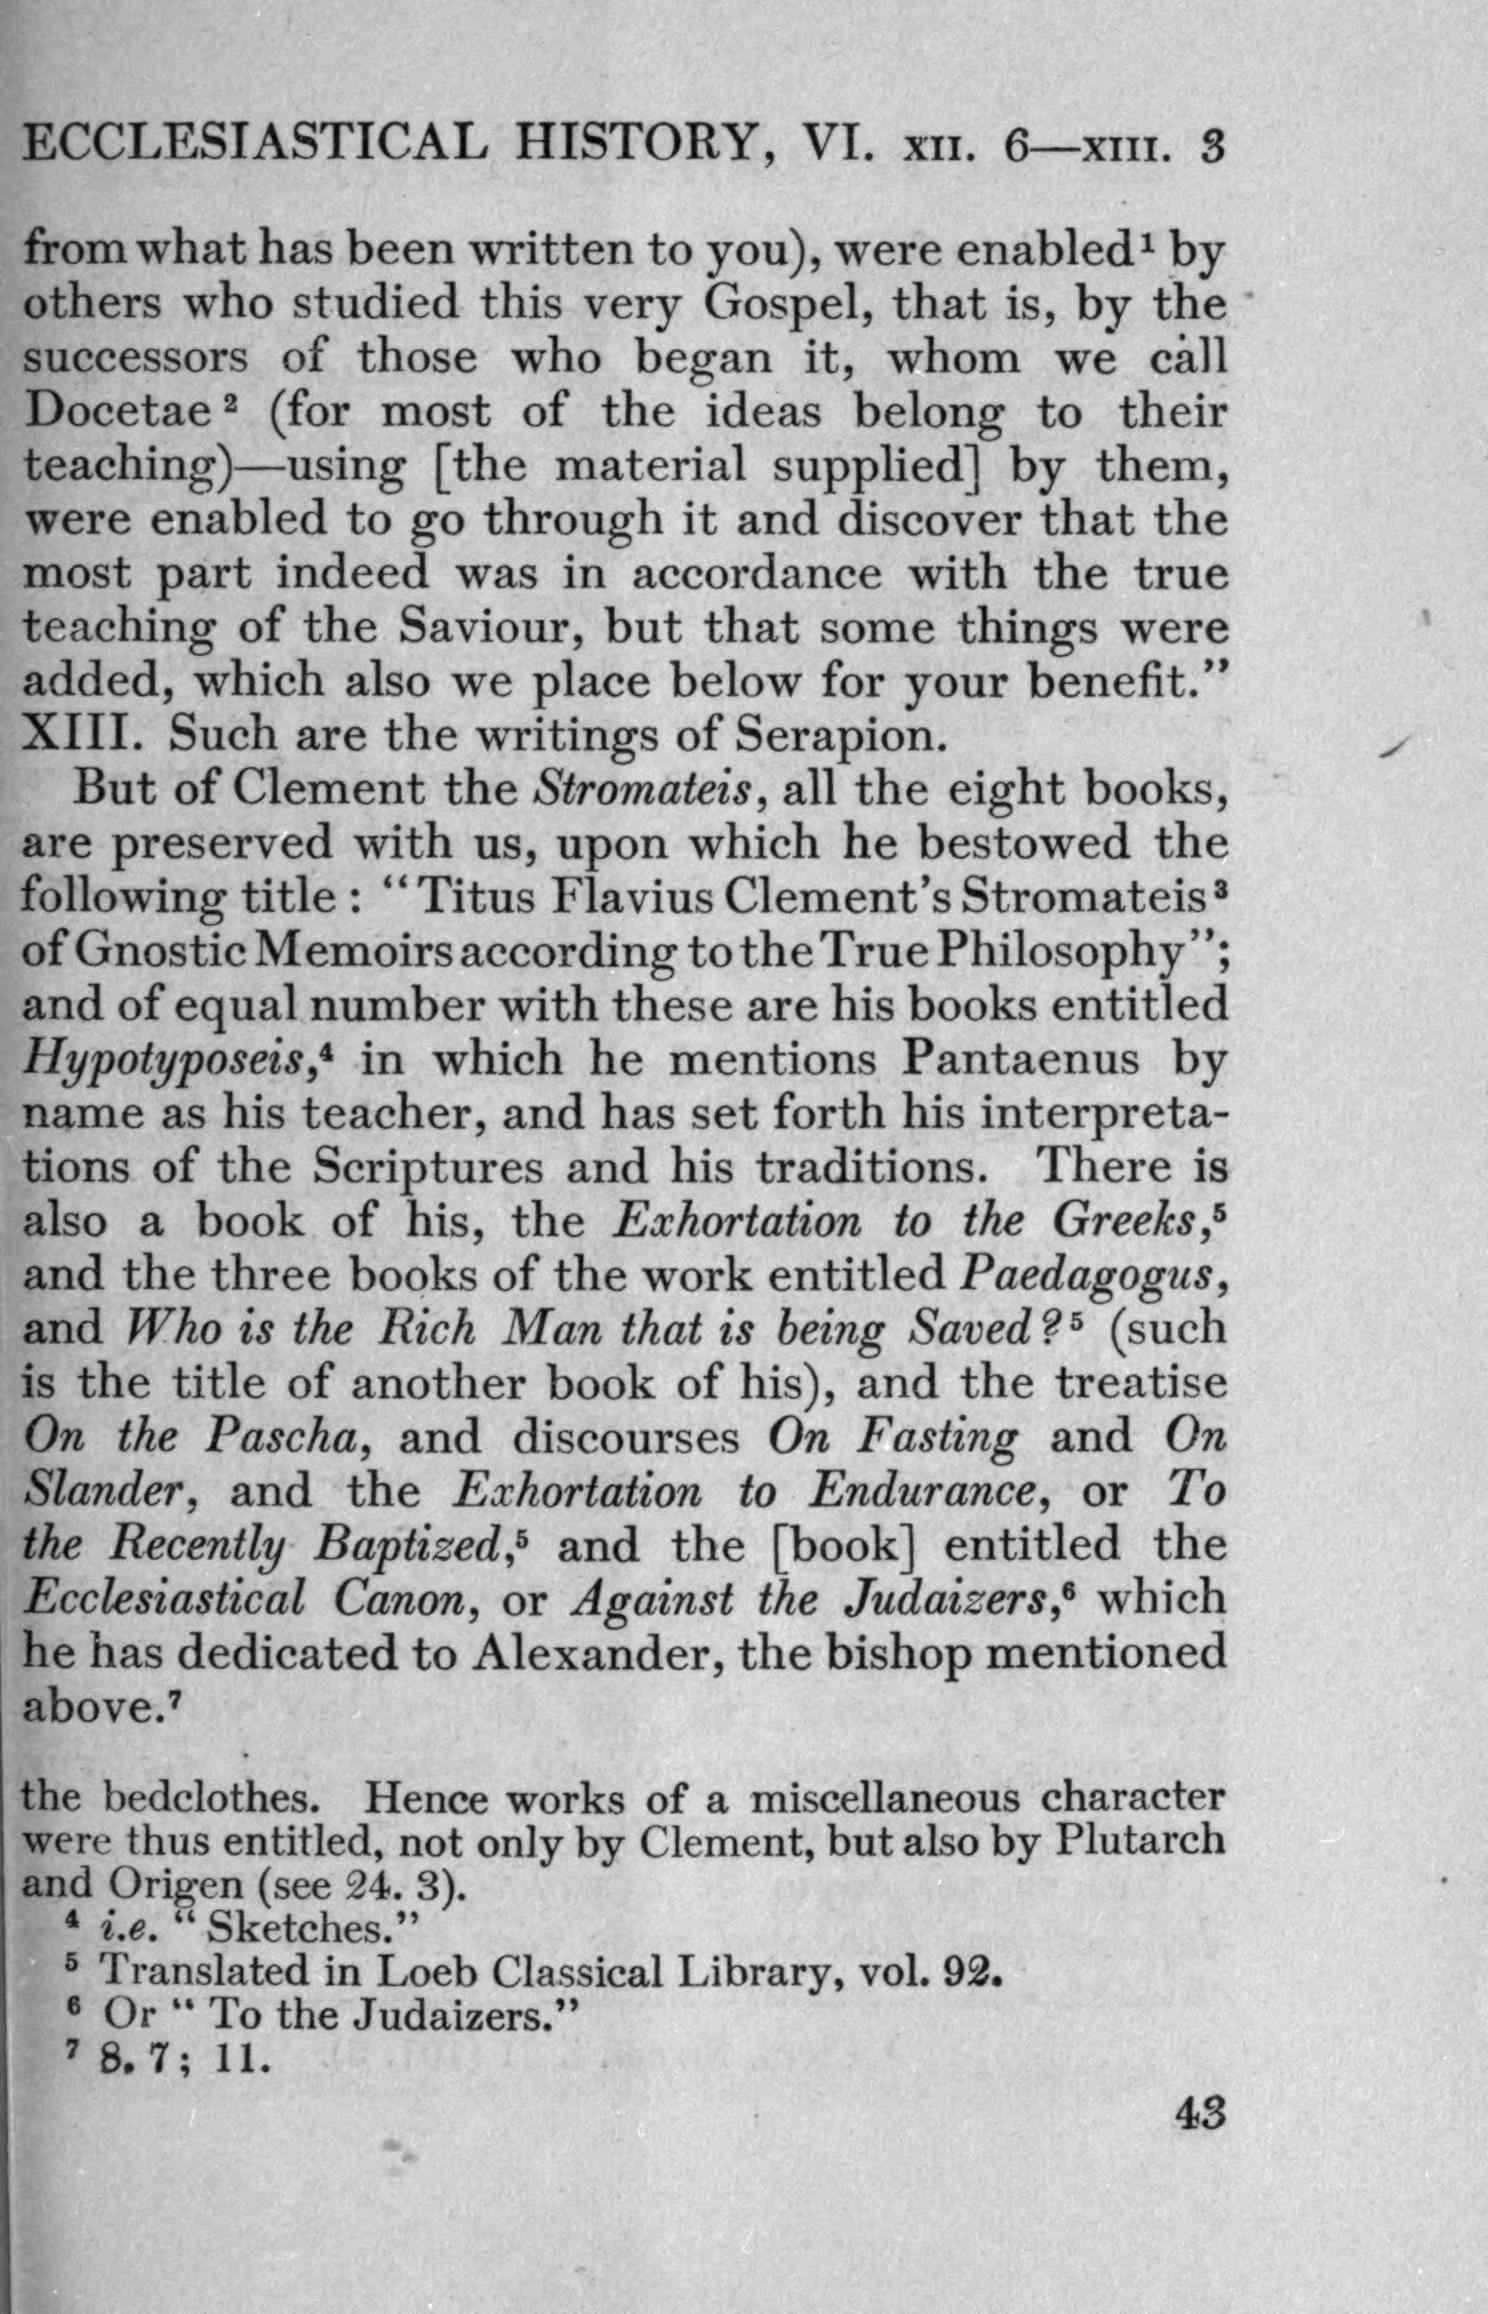 ECCLESIASTICAL HISTORY, VI. XII. 6—XIII. 3
from what has been written to you), were enabled¹ by
others who studied this very Gospel, that is, by the
successors of those who began it, whom we call
Docetae² (for most of the ideas belong to their
teaching)—using [the material supplied] by them,
were enabled to go through it and discover that the
most part indeed was in accordance with the true
teaching of the Saviour, but that some things were
added, which also we place below for your benefit.”
XIII. Such are the writings of Serapion.
But of Clement the Stromateis, all the eight books,
are preserved with us, upon which he bestowed the
following title : “Titus Flavius Clement’s Stromateis³
of Gnostic Memoirs according to the True Philosophy”;
and of equal number with these are his books entitled
Hypotyposeis,⁴ in which he mentions Pantaenus by
name as his teacher, and has set forth his interpreta-
tions of the Scriptures and his traditions. There is
also a book of his, the Exhortation to the Greeks,⁵
and the three books of the work entitled Paedagogus,
and Who is the Rich Man that is being Saved?⁵ (such
is the title of another book of his), and the treatise
On the Pascha, and discourses On Fasting and On
Slander, and the Exhortation to Endurance, or To
the Recently Baptized,⁵ and the [book] entitled the
Ecclesiastical Canon, or Against the Judaizers,⁶ which
he has dedicated to Alexander, the bishop mentioned
above.⁷
the bedclothes. Hence works of a miscellaneous character
were thus entitled, not only by Clement, but also by Plutarch
and Origen (see 24. 3).
⁴ i.e. “Sketches.”
⁵ Translated in Loeb Classical Library, vol. 92.
⁶ Or “To the Judaizers.”
⁷ 8. 7; 11.
43